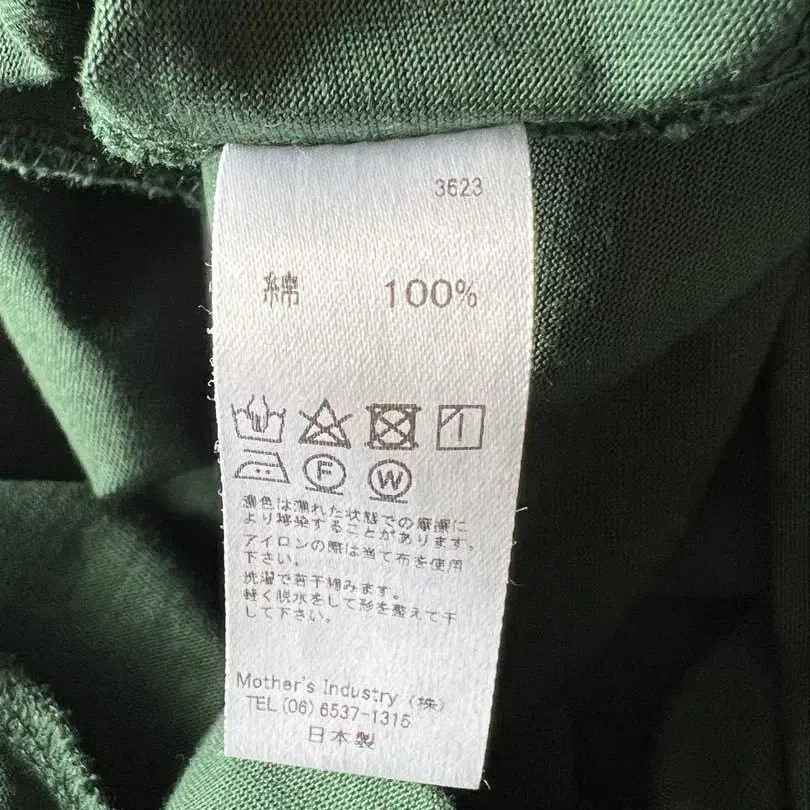 3623
綿 100%
F W
濃色は濡れた状態での摩擦に
より移染することがあります。
アイロンの際は当て布を使用
下さい。
洗濯で若干縮みます。
軽く脱水をして形を整えて干
して下さい。
Mother's Industry (株)
TEL (06) 6537-1315
日本製